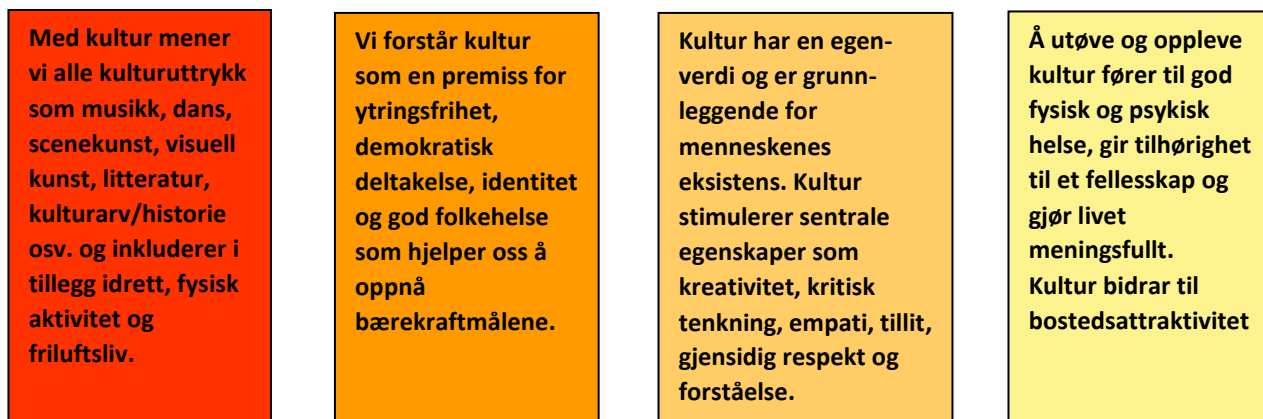 Med kultur mener
vi alle kulturuttrykk
som musikk, dans,
scenekunst, visuell
kunst, litteratur,
kulturarv/historie
osv. og inkluderer i
tillegg idrett, fysisk
aktivitet og
friluftsliv.
Vi forstår kultur
som en premiss for
ytringsfrihet,
demokratisk
deltakelse, identitet
og god folkehelse
som hjelper oss å
oppnå
bærekraftmålene.
Kultur har en egen-
verdi og er grunn-
leggende for
menneskenes
eksistens. Kultur
stimulerer sentrale
egenskaper som
kreativitet, kritisk
tenkning, empati, tillit,
gjensidig respekt og
forståelse.
Å utøve og oppleve
kultur fører til god
fysisk og psykisk
helse, gir tilhørighet
til et fellesskap og
gjør livet
meningsfullt.
Kultur bidrar til
bostedsattraktivitet